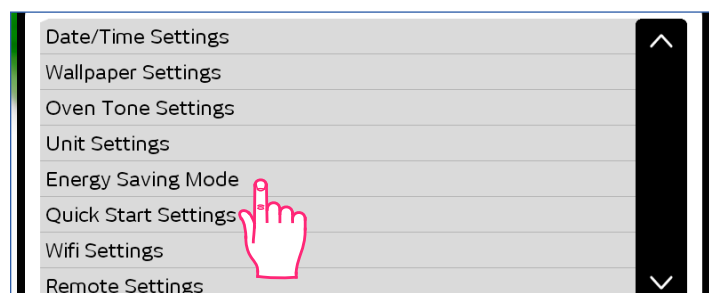 Date/Time Settings
Wallpaper Settings
Oven Tone Settings
Unit Settings
Energy Saving Mode
Quick Start Settings
Wifi Settings
Remote Settings